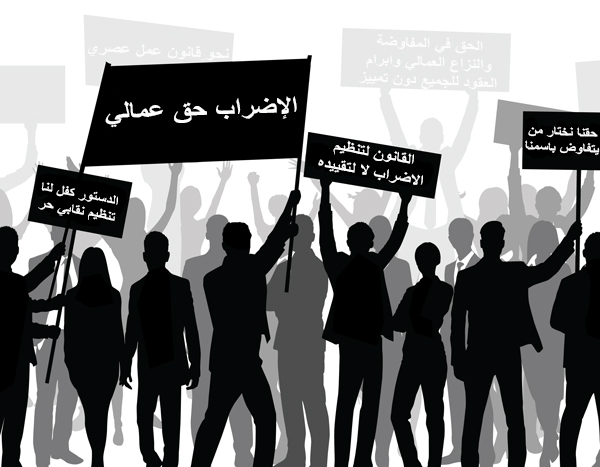 نحو قانون عمل عصري
الحق في المفاوضة
والنزاع العمالي وابرام
العقود للجميع دون تمييز
الإضراب حق عمالي
القانون لتنظيم
الاضراب لا لتقييده
حقنا نختار من
يتفاوض باسمنا
الدستور كفل لنا
تنظيم نقابي حر